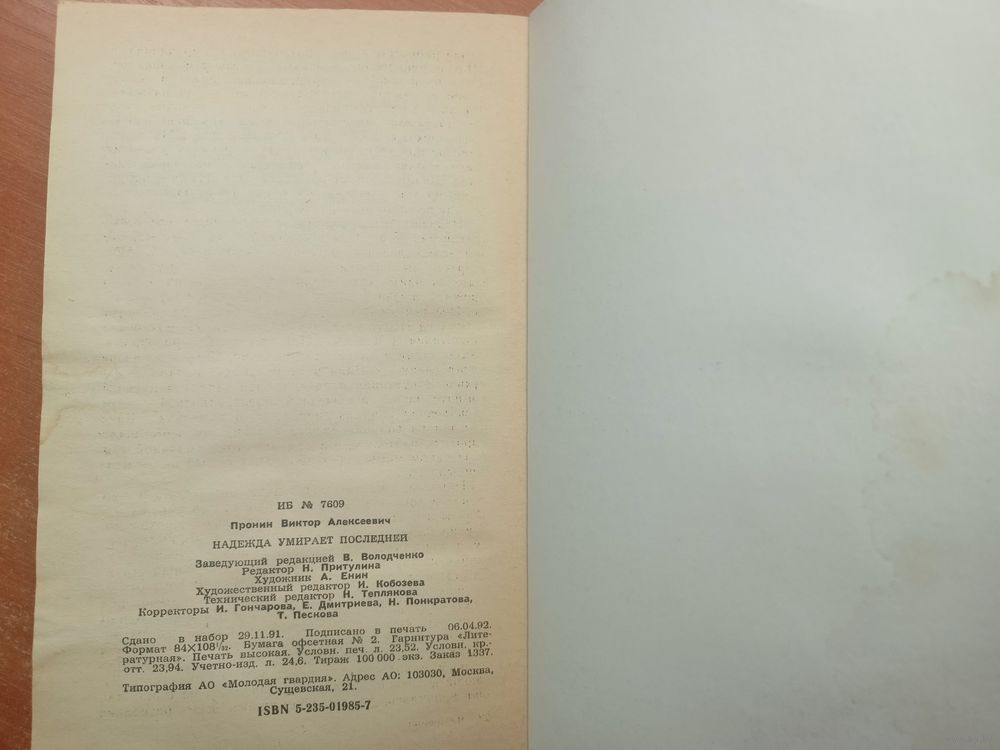 ИБ № 7609
Пронин Виктор Алексеевич
НАДЕЖДА УМИРАЕТ ПОСЛЕДНЕЙ
Заведующий редакцией В. Володченко
Редактор Н. Притулина
Художник А. Енин
Художественный редактор И. Кобозева
Технический редактор Н. Теплякова
Корректоры И. Гончарова, Е. Дмитриева, Н. Понкратова,
Т. Пескова
Сдано в набор 29.11.91. Подписано в печать 06.04.92.
Формат 84×108¹/₃₂. Бумага офсетная № 2. Гарнитура «Лите-
ратурная». Печать высокая. Условн. печ. л. 23,52. Услови. кр.-
отт. 23,94. Учетно-изд. л. 24,6. Тираж 100 000 экз. Заказ 1337.
Типография АО «Молодая гвардия». Адрес АО: 103030, Москва,
Сущевская, 21.
ISBN 5-235-01985-7